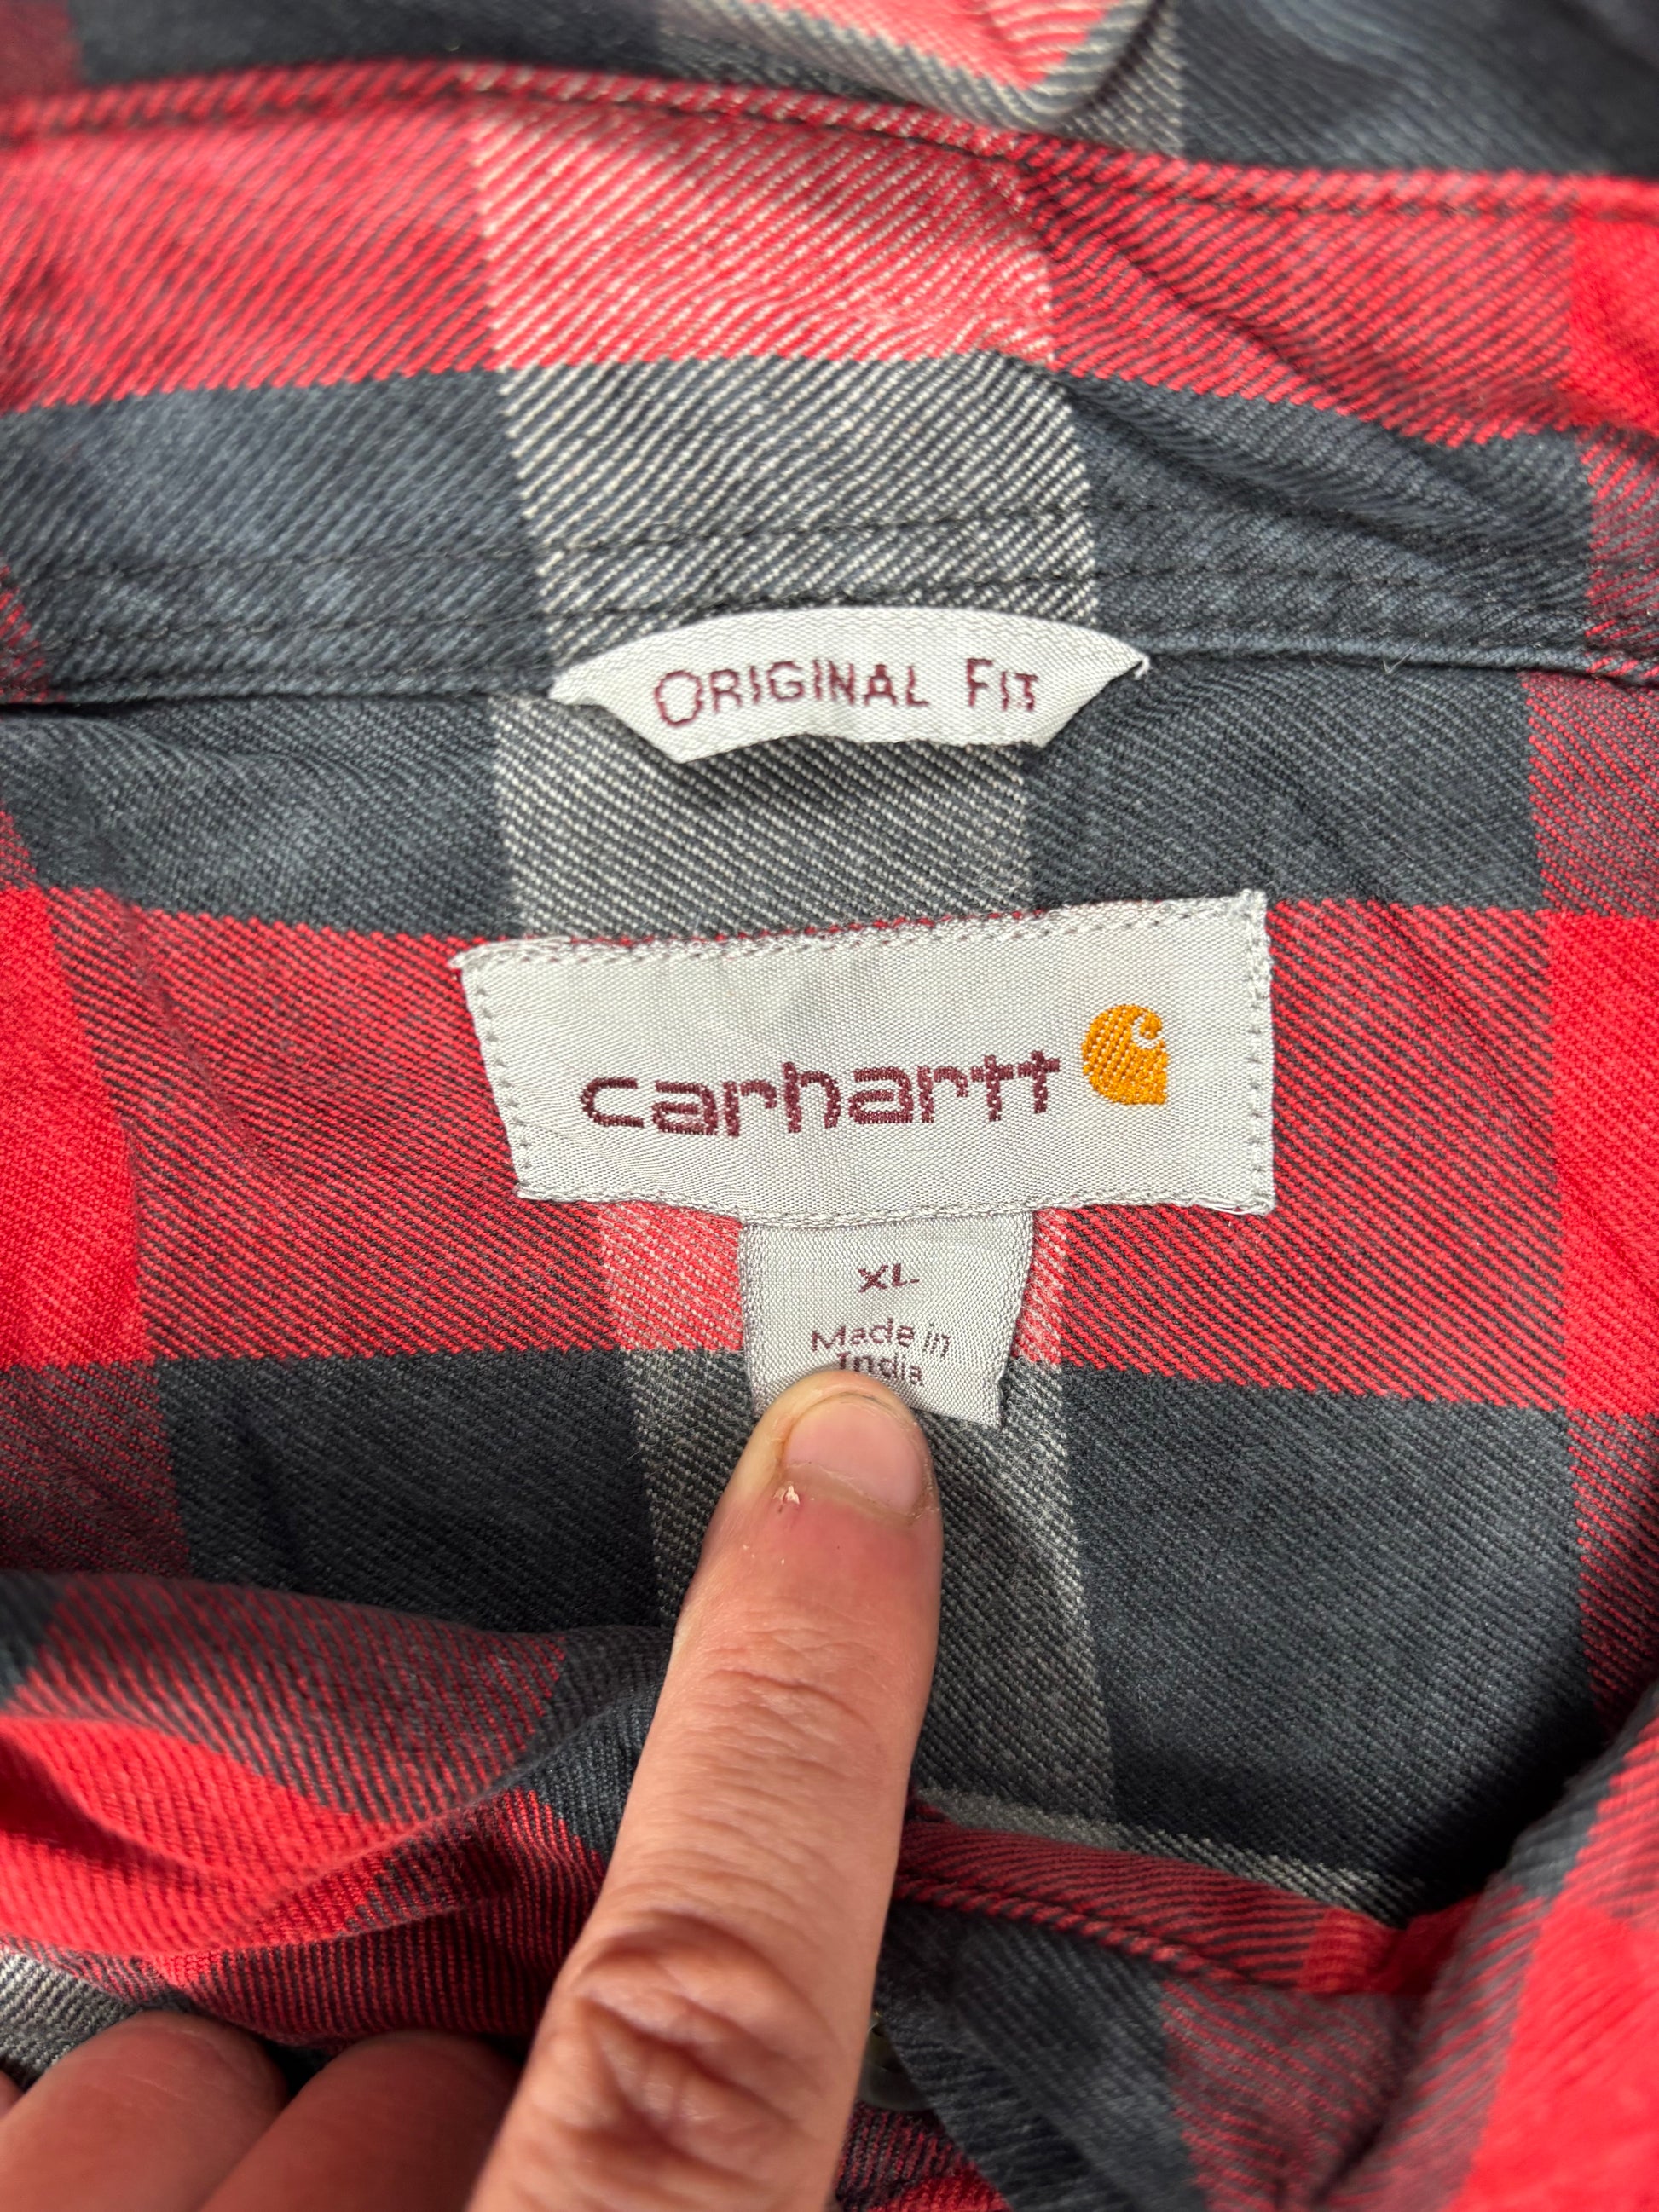 ORIGINAL FIT
carhartt
XL
Made in
India